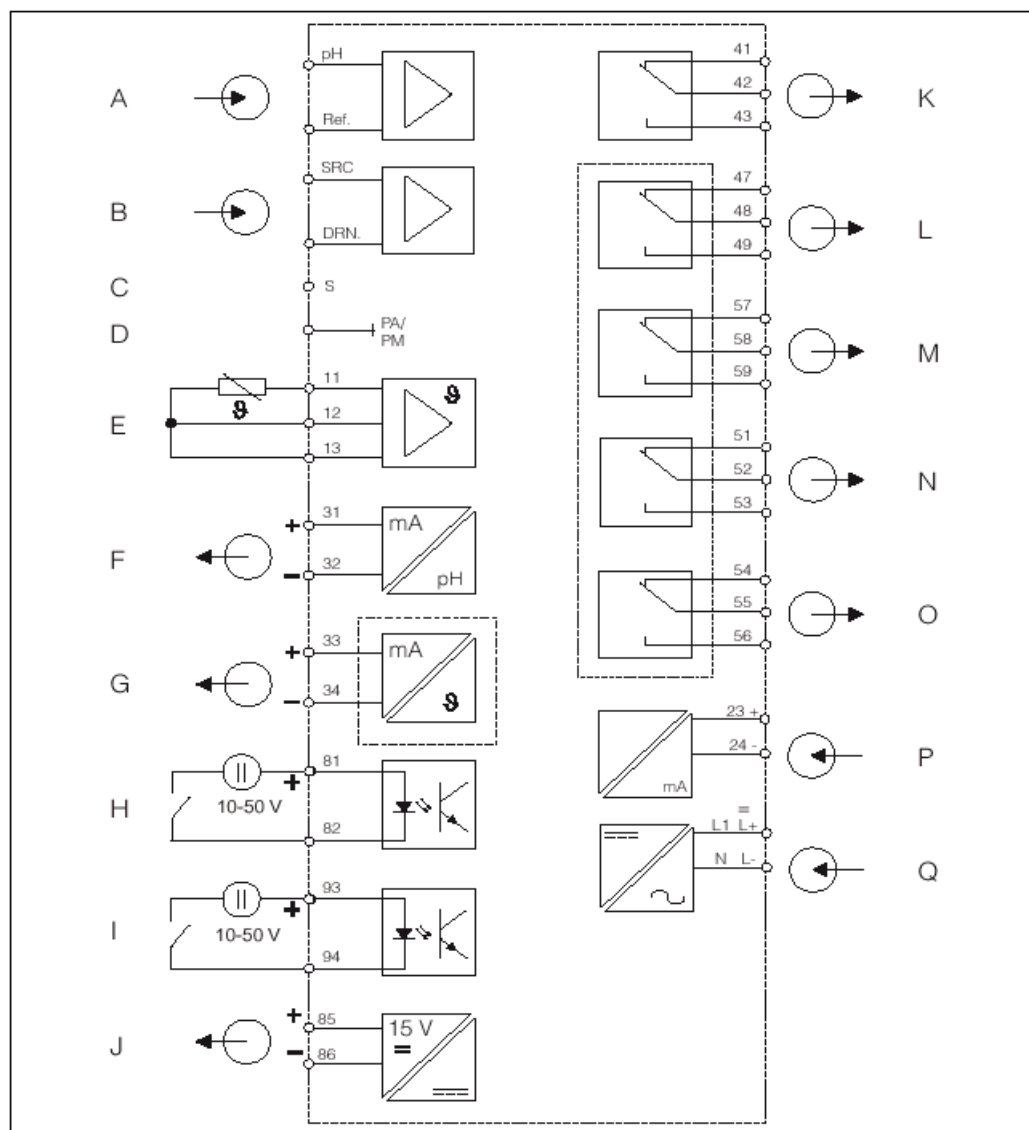 A
pH
Ref.
B
SRC
DRN.
C
S
D
PA/
PM
E
ϑ
11
12
13
ϑ
F
+
31
−
32
mA
pH
G
+
33
−
34
mA
ϑ
H
10-50 V
+
81
82
I
10-50 V
+
93
94
J
+
85
−
86
15 V
=
41
42
43
K
47
48
49
L
57
58
59
M
51
52
53
N
54
55
56
O
23 +
24 -
mA
P
=
L1 L+
N L-
Q